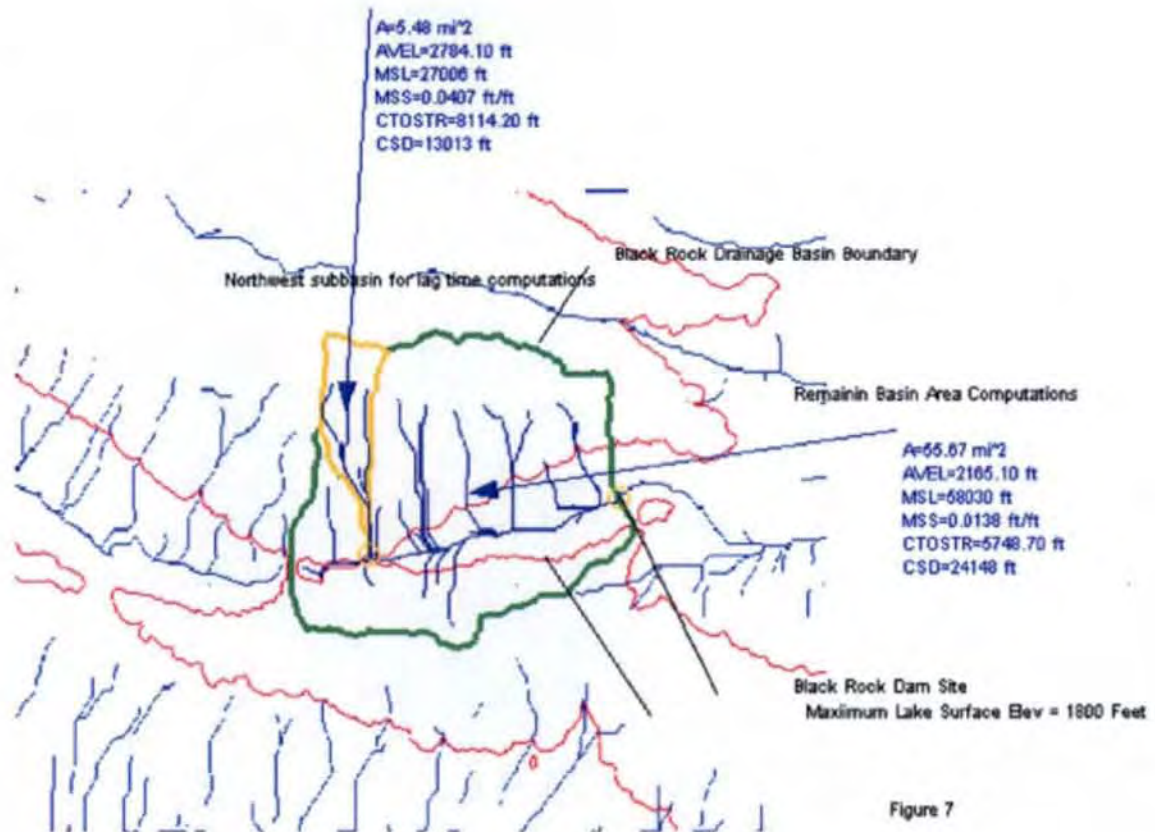 A=5.48 mi^2
AVEL=2784.10 ft
MSL=27006 ft
MSS=0.0407 ft/ft
CTOSTR=8114.20 ft
CSD=13013 ft
Black Rock Drainage Basin Boundary
Northwest subbasin for lag time computations
Remainin Basin Area Computations
A=55.67 mi^2
AVEL=2165.10 ft
MSL=58030 ft
MSS=0.0138 ft/ft
CTOSTR=5748.70 ft
CSD=24148 ft
Black Rock Dam Site
Maxiimum Lake Surface Elev = 1800 Feet
Figure 7